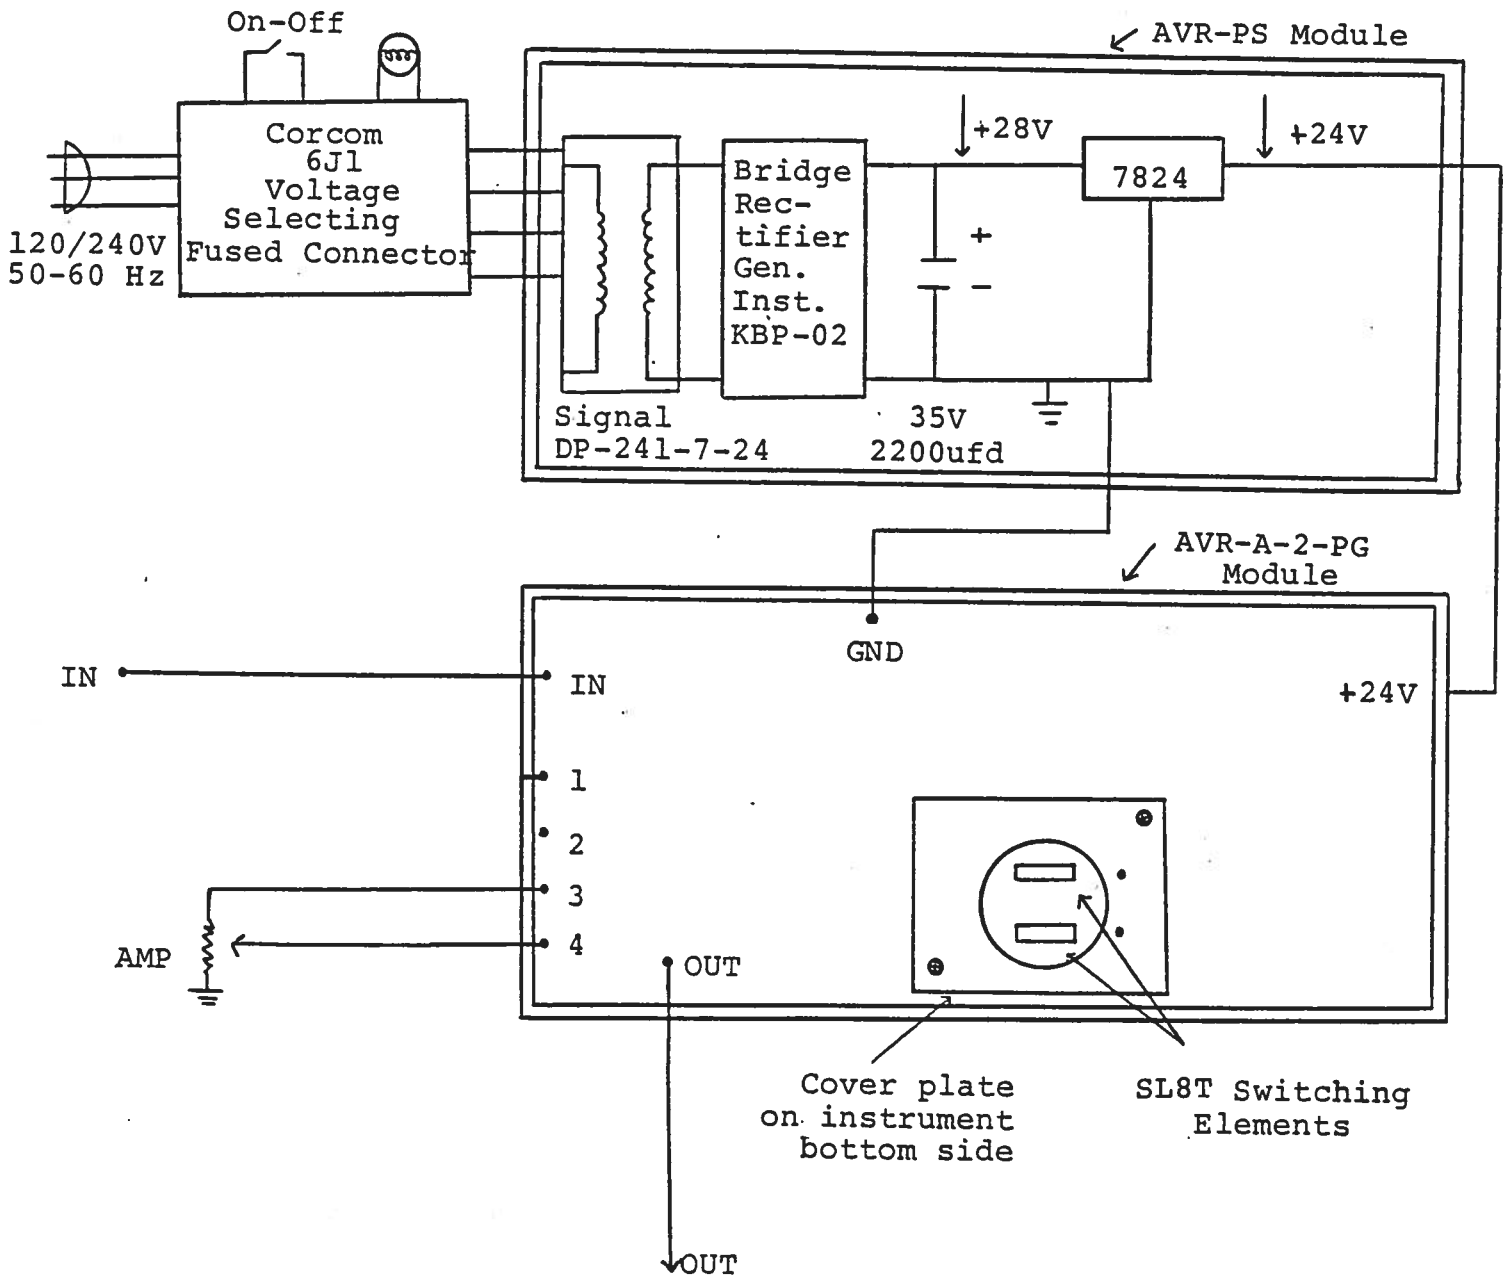 On-Off
AVR-PS Module
Corcom
6J1
Voltage
Selecting
Fused Connector
120/240V
50-60 Hz
Bridge
Rec-
tifier
Gen.
Inst.
KBP-02
+28V
7824
+24V
+
-
Signal
DP-241-7-24
35V
2200ufd
AVR-A-2-PG
Module
GND
IN
IN
+24V
1
2
3
4
AMP
OUT
Cover plate
on instrument
bottom side
SL8T Switching
Elements
OUT